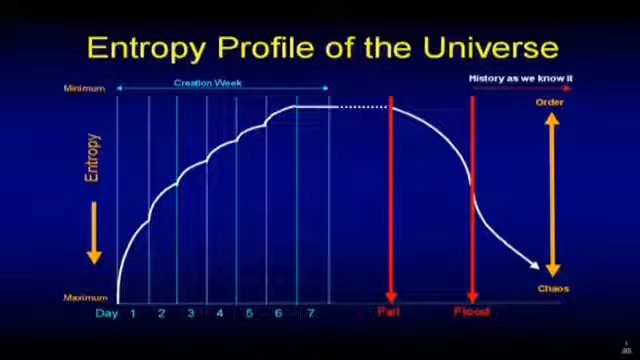 Entropy Profile of the Universe
History as we know it
Minimum
Creation Week
Order
Entropy
Maximum
Chaos
Day 1 2 3 4 5 6 7
Fall
Flood